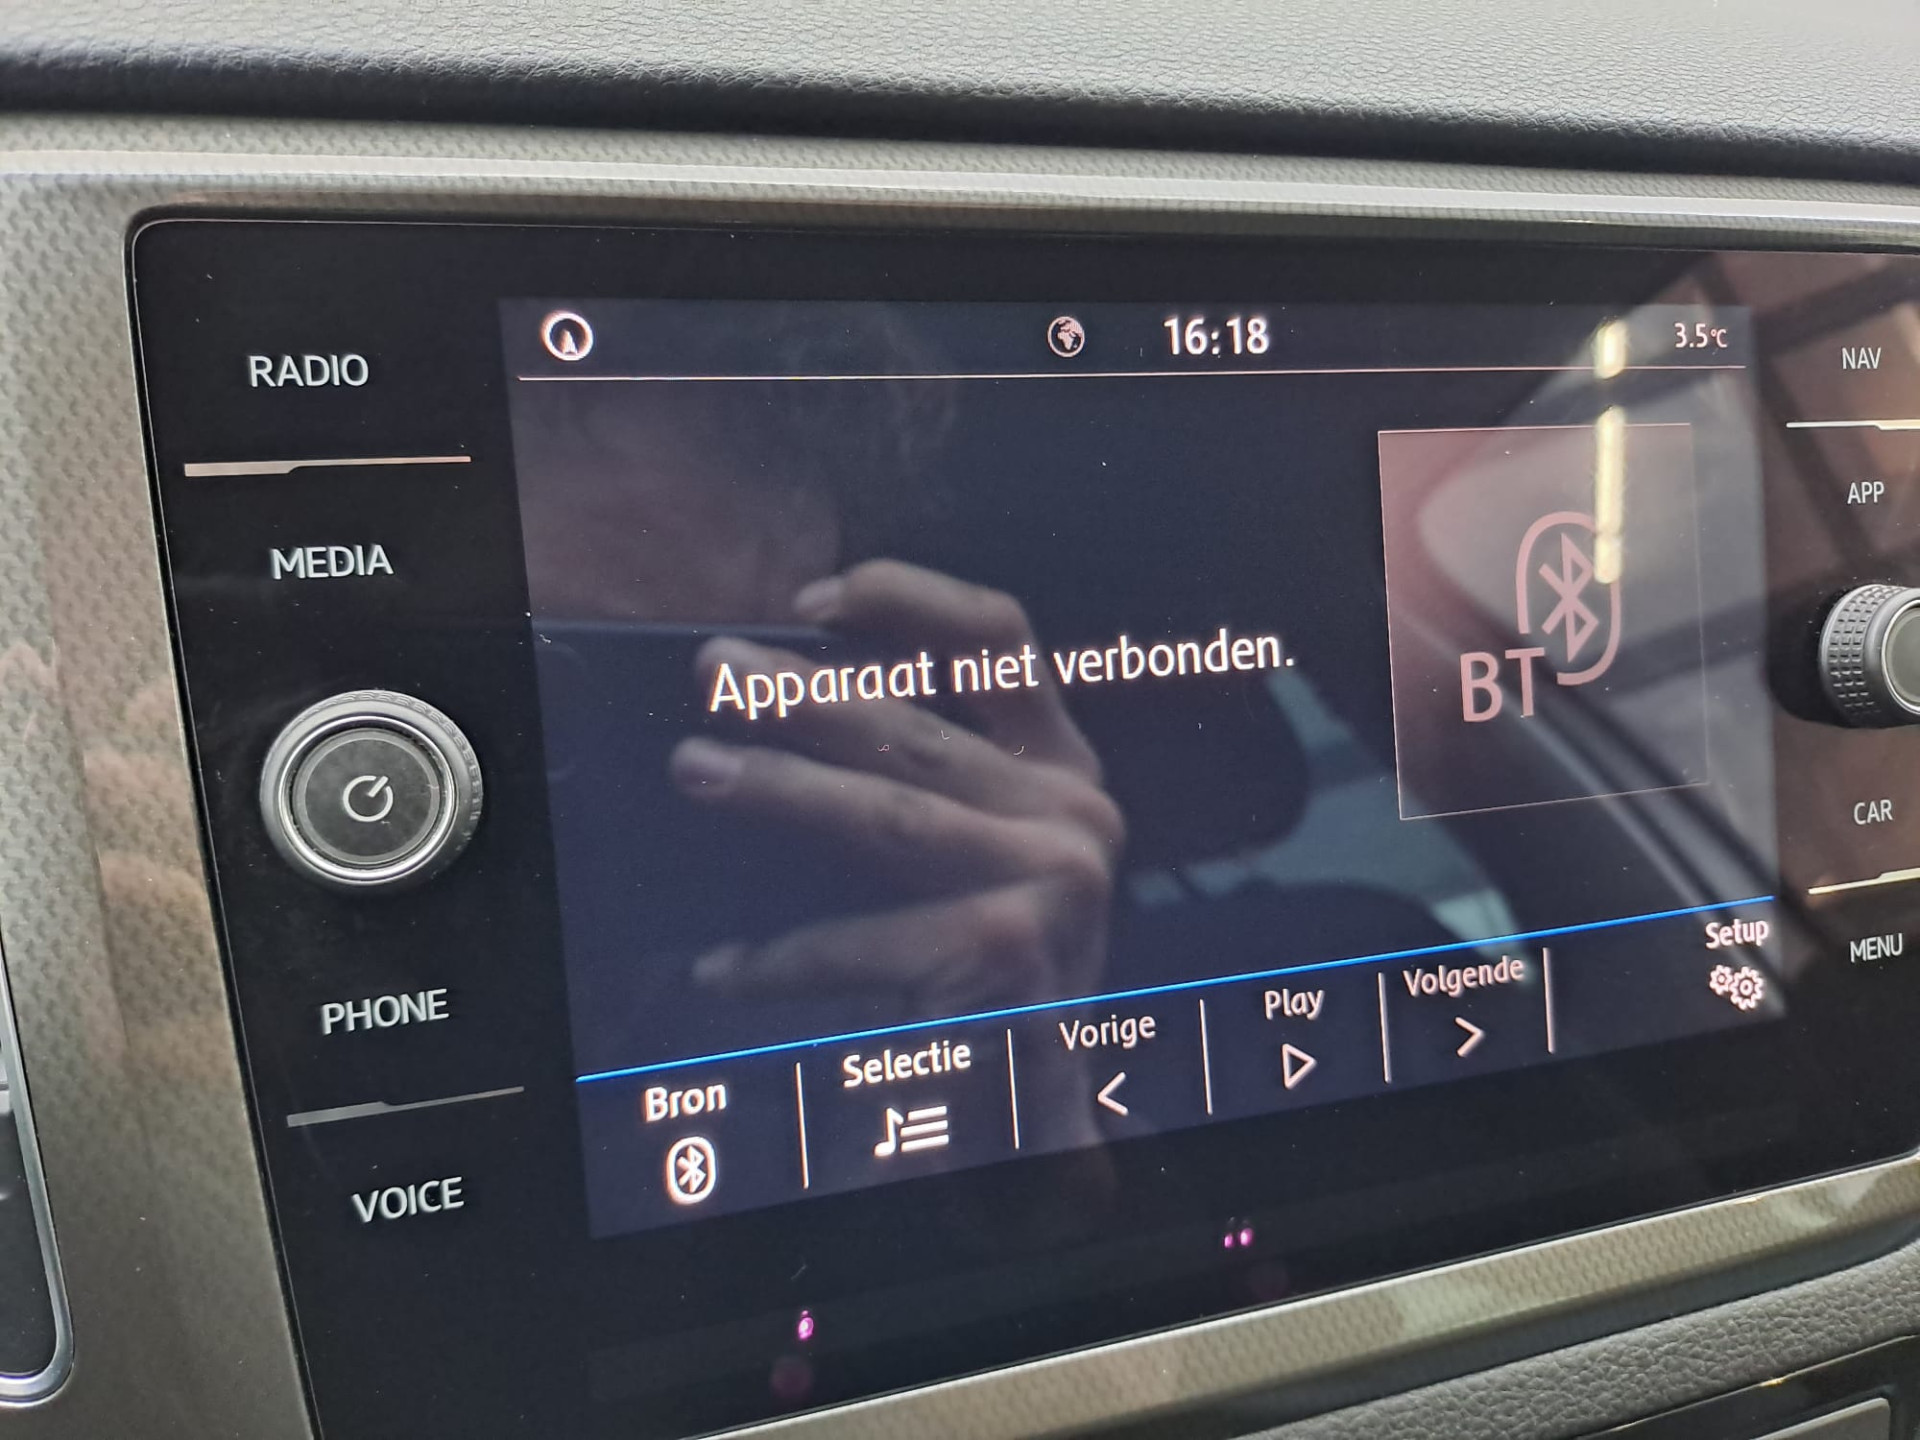 RADIO
MEDIA
PHONE
VOICE
16:18
3.5°C
Apparaat niet verbonden.
BT
Bron
Selectie
Vorige
Play
Volgende
Setup
NAV
APP
CAR
MENU